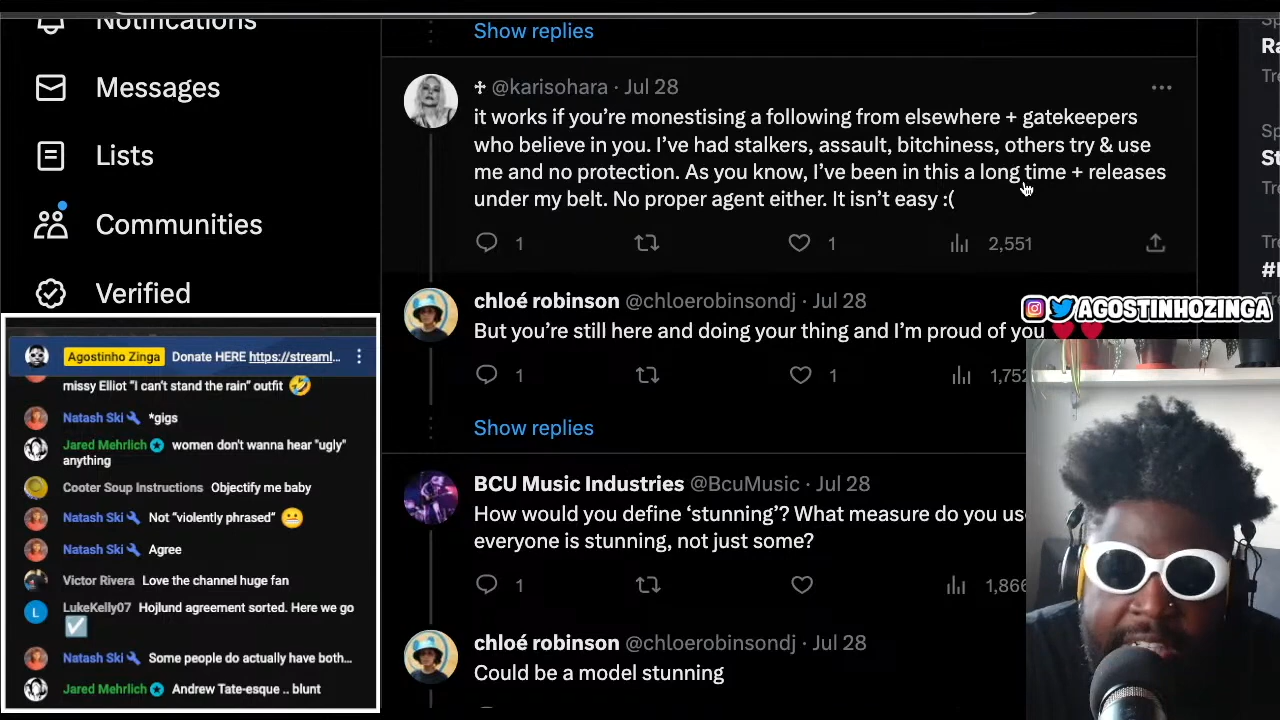 Notifications
Messages
Lists
Communities
Verified
Show replies
✝ @karisohara · Jul 28
it works if you’re monestising a following from elsewhere + gatekeepers
who believe in you. I’ve had stalkers, assault, bitchiness, others try & use
me and no protection. As you know, I’ve been in this a long time + releases
under my belt. No proper agent either. It isn’t easy :(
1 1 2,551
chloé robinson @chloerobinsondj · Jul 28
But you’re still here and doing your thing and I’m proud of you ❤️❤️
1 1 1,752
Show replies
BCU Music Industries @BcuMusic · Jul 28
How would you define ‘stunning’? What measure do you us
everyone is stunning, not just some?
1 1,866
chloé robinson @chloerobinsondj · Jul 28
Could be a model stunning
AGOSTINHOZINGA
Agostinho Zinga Donate HERE https://streaml...
missy Elliot “I can’t stand the rain” outfit 🤣
Natash Ski *gigs
Jared Mehrlich women don't wanna hear "ugly"
anything
Cooter Soup Instructions Objectify me baby
Natash Ski Not “violently phrased” 😬
Natash Ski Agree
Victor Rivera Love the channel huge fan
LukeKelly07 Hojlund agreement sorted. Here we go
☑️
Natash Ski Some people do actually have both...
Jared Mehrlich Andrew Tate-esque .. blunt